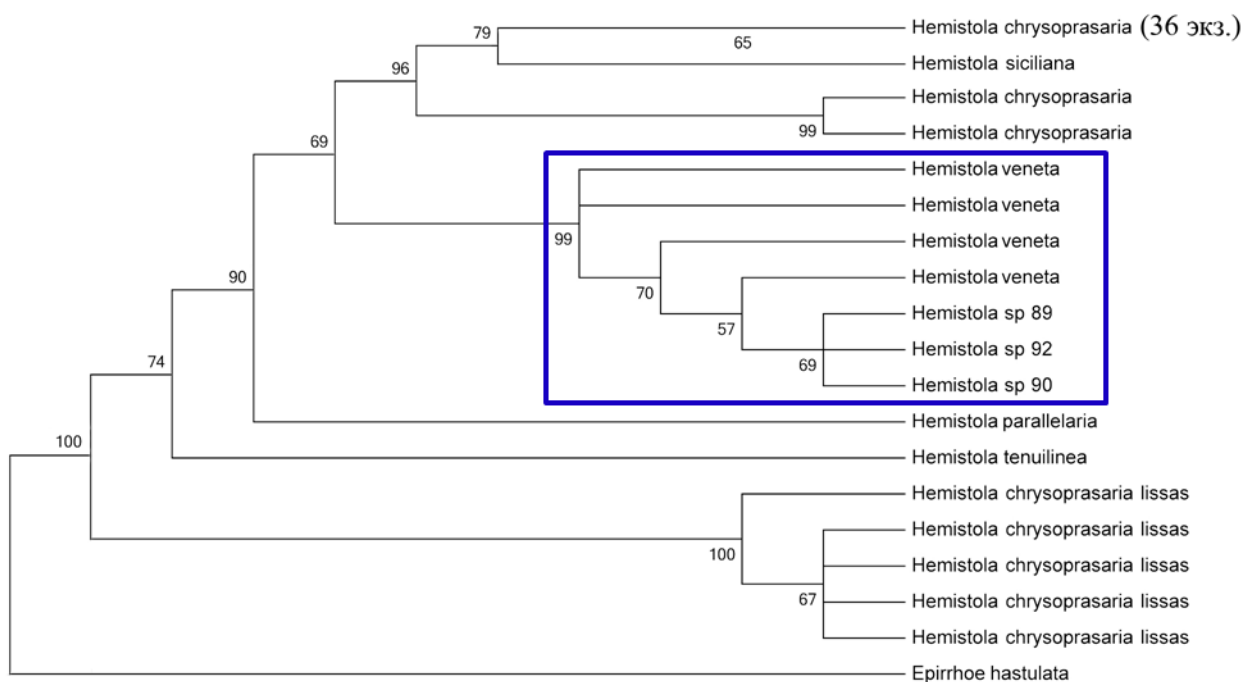 Hemistola chrysoprasaria (36 экз.)
79
65
Hemistola siciliana
96
Hemistola chrysoprasaria
99
Hemistola chrysoprasaria
69
Hemistola veneta
Hemistola veneta
99
Hemistola veneta
70
Hemistola veneta
90
57
Hemistola sp 89
Hemistola sp 92
69
Hemistola sp 90
74
Hemistola parallelaria
100
Hemistola tenuilinea
Hemistola chrysoprasaria lissas
Hemistola chrysoprasaria lissas
100
Hemistola chrysoprasaria lissas
67
Hemistola chrysoprasaria lissas
Hemistola chrysoprasaria lissas
Epirrhoe hastulata